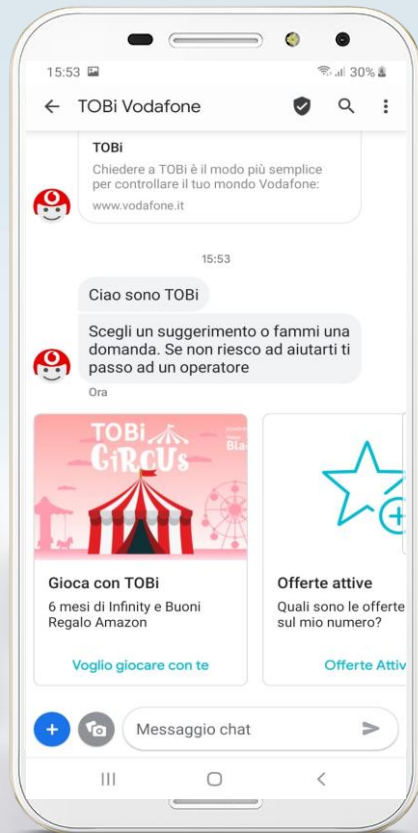 15:53
30%
TOBi Vodafone
TOBi
Chiedere a TOBi è il modo più semplice
per controllare il tuo mondo Vodafone:
www.vodafone.it
15:53
Ciao sono TOBi
Scegli un suggerimento o fammi una
domanda. Se non riesco ad aiutarti ti
passo ad un operatore
Ora
TOBi
CiRCUs
Bla
Gioca con TOBi
6 mesi di Infinity e Buoni
Regalo Amazon
Voglio giocare con te
Offerte attive
Quali sono le offerte
sul mio numero?
Offerte Attiv
Messaggio chat